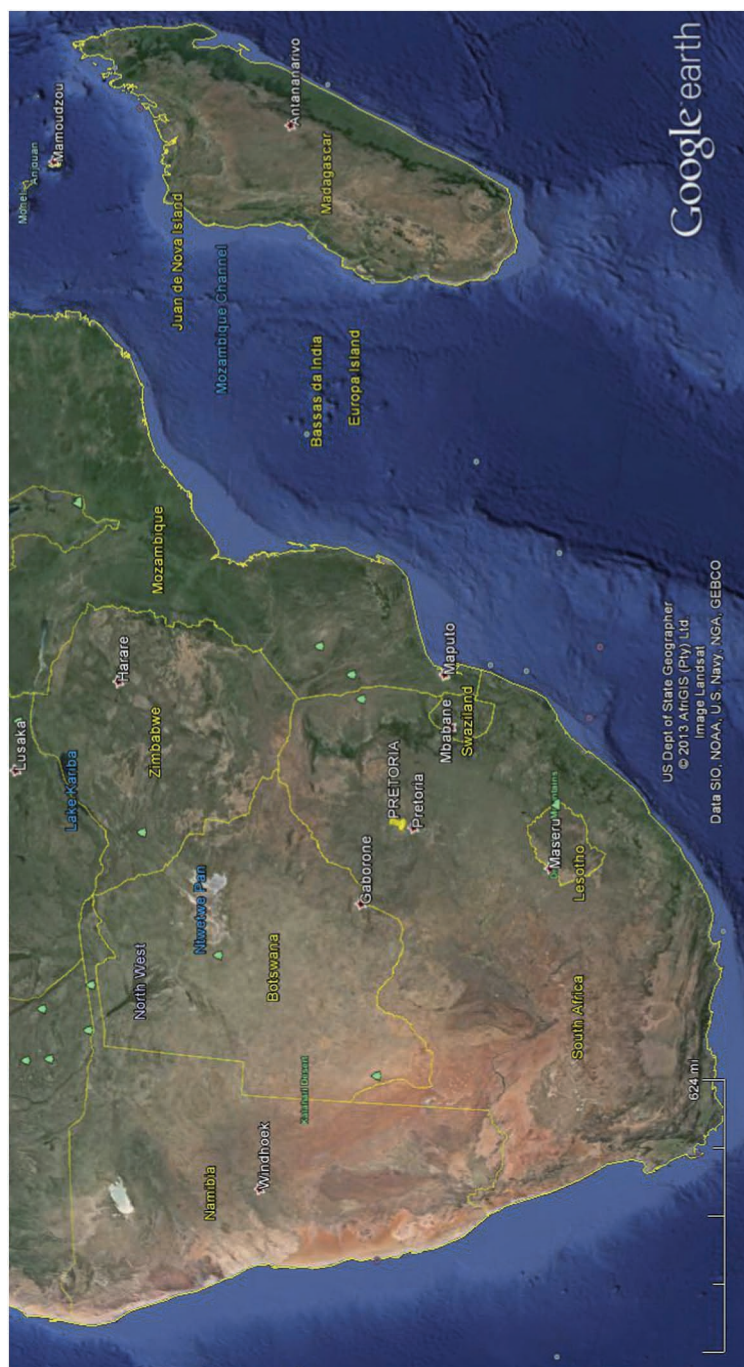 Lusaka
Anjouan
Mamoudzou
Lake Kariba
Harare
North West
Zimbabwe
Mozambique
Juan de Nova Island
Ntwetwe Pan
Namibia
Mozambique Channel
Windhoek
Botswana
Antananarivo
Kalahari Desert
Bassas da India
Madagascar
Europa Island
Gaborone
PRETORIA
Pretoria
Mbabane
Maputo
Swaziland
Maseru
Mountains
South Africa
Lesotho
624 mi
US Dept of State Geographer
© 2013 AfriGIS (Pty) Ltd.
Image Landsat
Data SIO, NOAA, U.S. Navy, NGA, GEBCO
Google earth